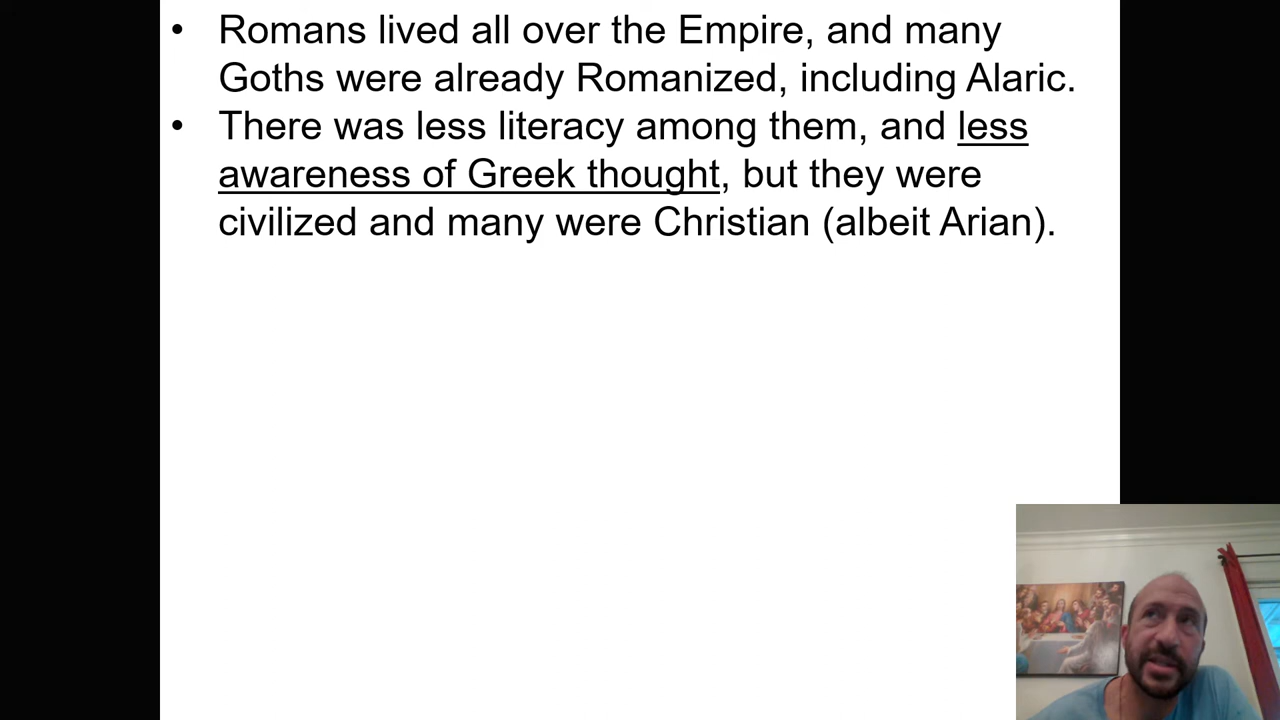 • Romans lived all over the Empire, and many
Goths were already Romanized, including Alaric.
• There was less literacy among them, and less
awareness of Greek thought, but they were
civilized and many were Christian (albeit Arian).